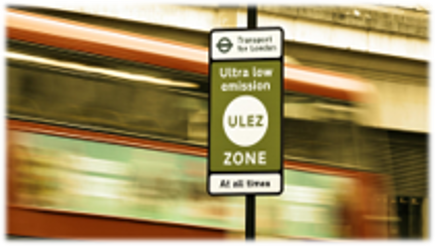 Transport
for London
Ultra low
emission
ULEZ
ZONE
At all times